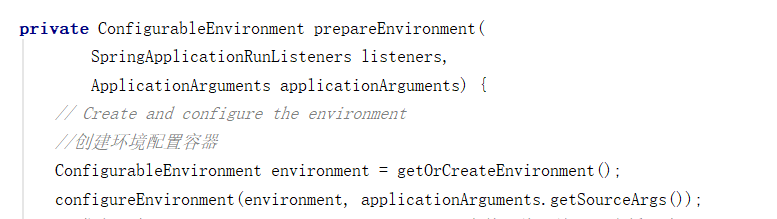 private ConfigurableEnvironment prepareEnvironment(
SpringApplicationRunListeners listeners,
ApplicationArguments applicationArguments) {
// Create and configure the environment
//创建环境配置容器
ConfigurableEnvironment environment = getOrCreateEnvironment();
configureEnvironment(environment, applicationArguments.getSourceArgs());